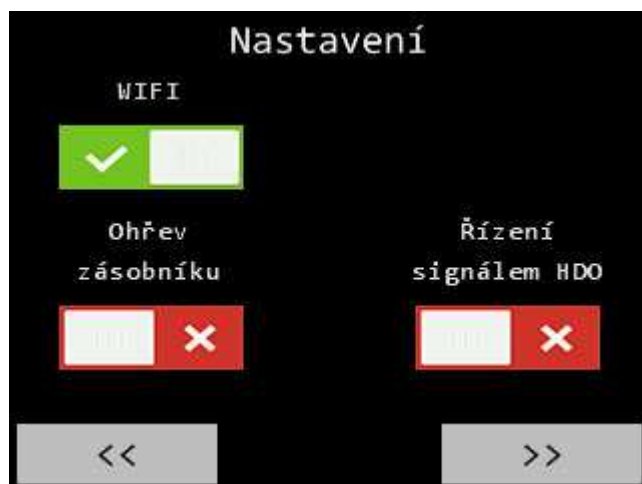 Nastavení
WIFI
Ohřev
zásobníku
Řízení
signálem HDO
<<
>>